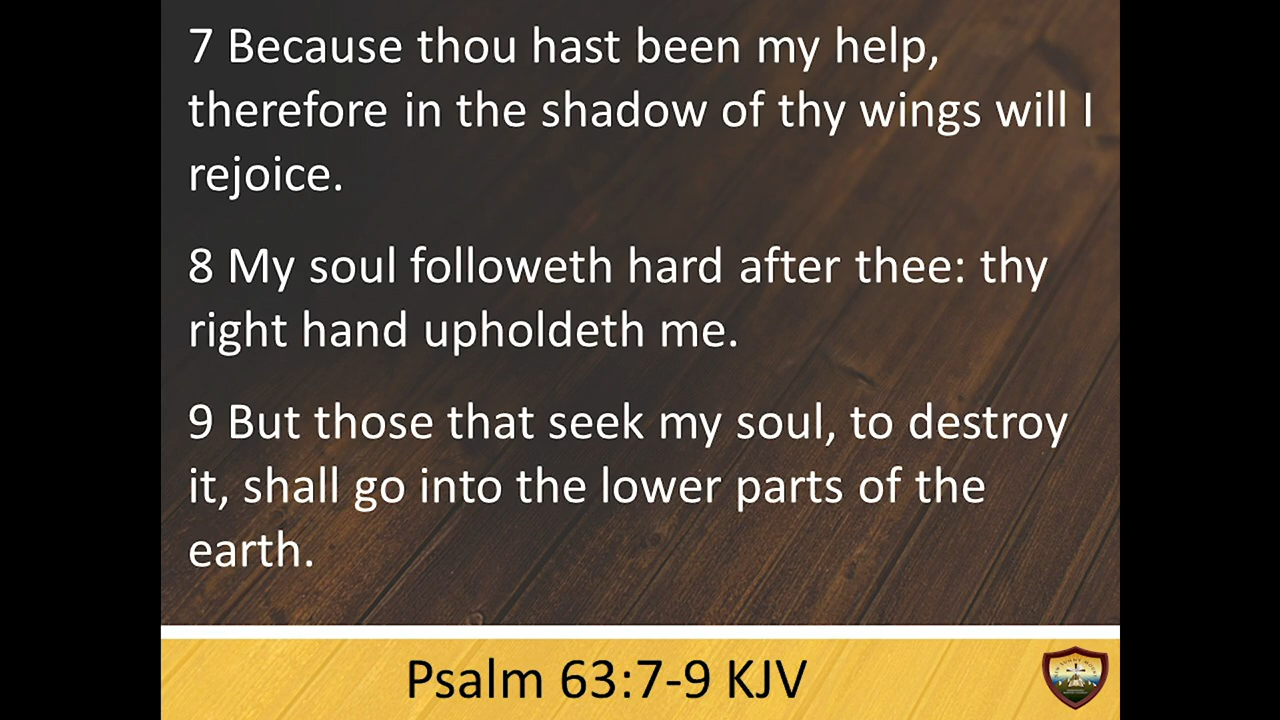 7 Because thou hast been my help,
therefore in the shadow of thy wings will I
rejoice.
8 My soul followeth hard after thee: thy
right hand upholdeth me.
9 But those that seek my soul, to destroy
it, shall go into the lower parts of the
earth.
Psalm 63:7-9 KJV